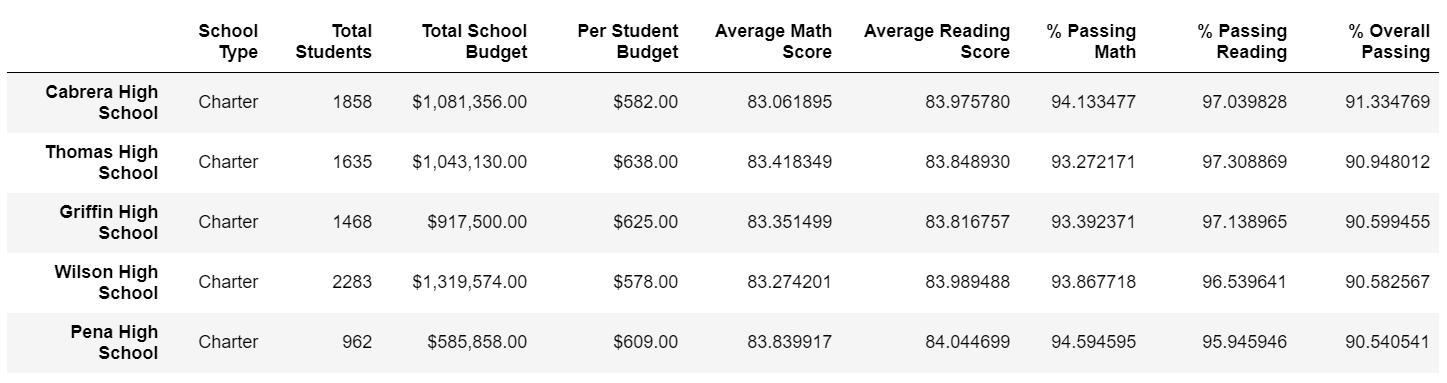 School Type Total Students Total School Budget Per Student Budget Average Math Score Average Reading Score % Passing Math % Passing Reading % Overall Passing
Cabrera High School Charter 1858 $1,081,356.00 $582.00 83.061895 83.975780 94.133477 97.039828 91.334769
Thomas High School Charter 1635 $1,043,130.00 $638.00 83.418349 83.848930 93.272171 97.308869 90.948012
Griffin High School Charter 1468 $917,500.00 $625.00 83.351499 83.816757 93.392371 97.138965 90.599455
Wilson High School Charter 2283 $1,319,574.00 $578.00 83.274201 83.989488 93.867718 96.539641 90.582567
Pena High School Charter 962 $585,858.00 $609.00 83.839917 84.044699 94.594595 95.945946 90.540541